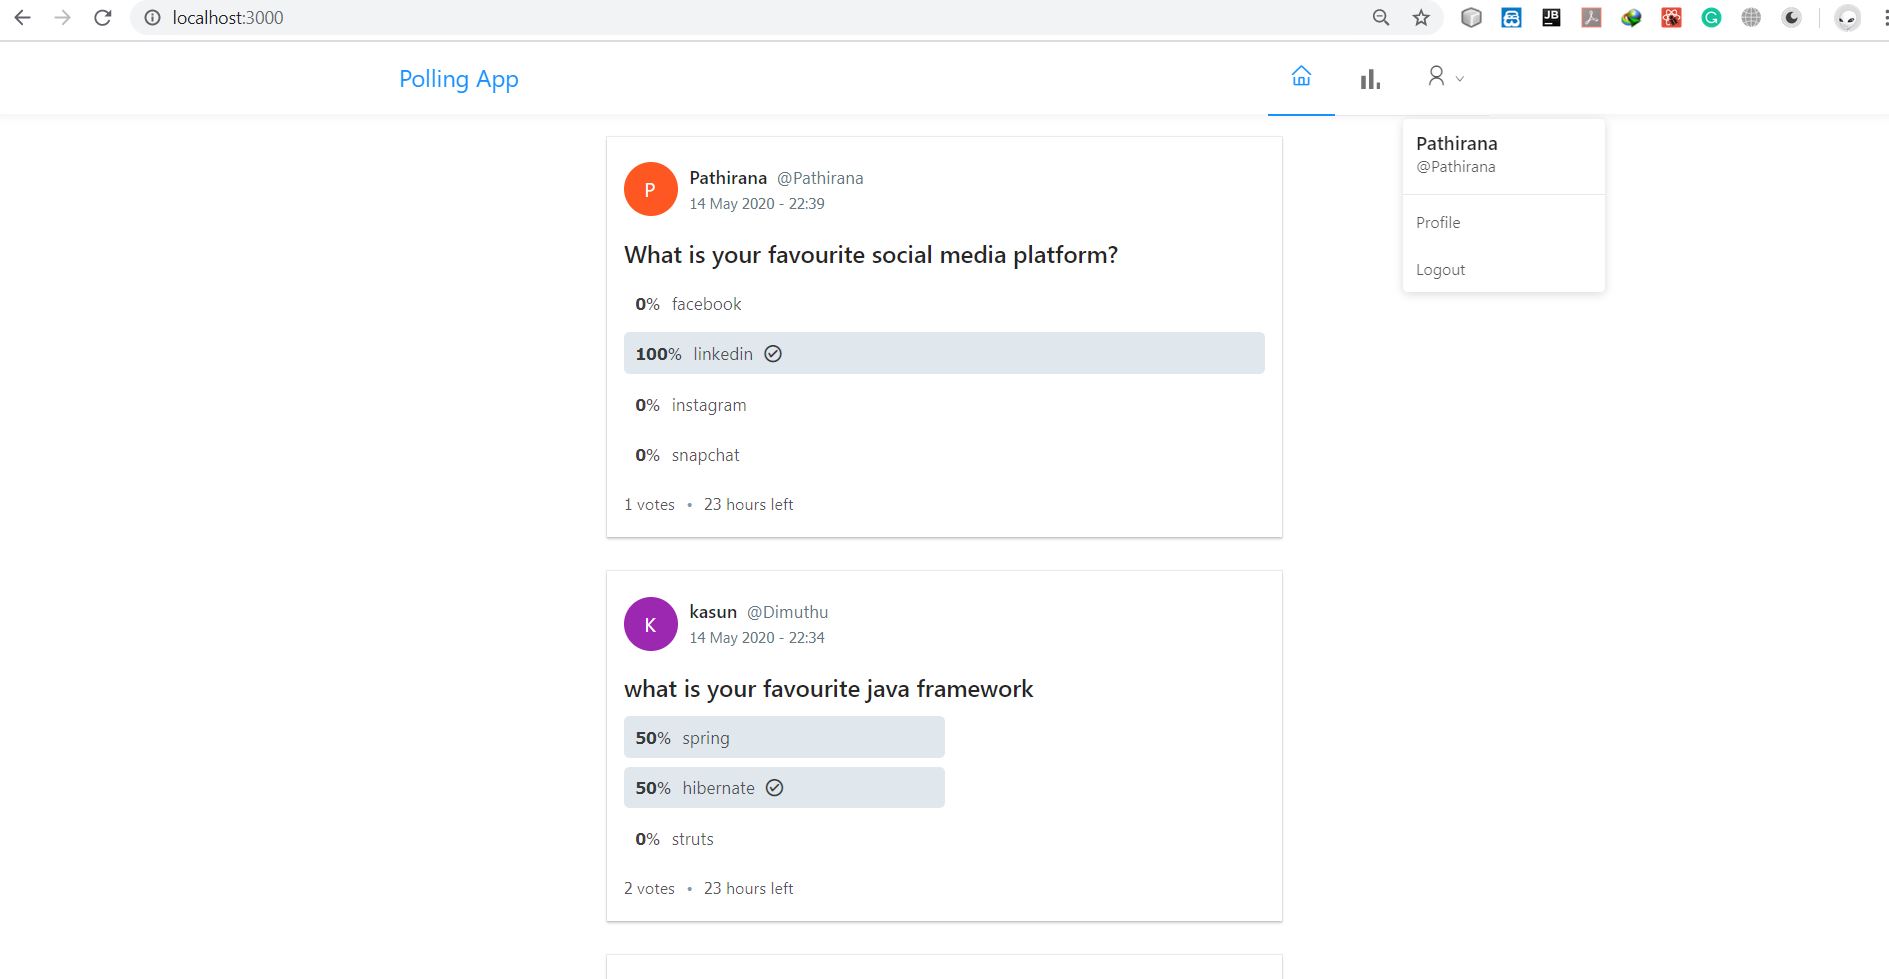 localhost:3000
JB
G
Polling App
Pathirana
@Pathirana
Profile
Logout
P
Pathirana @Pathirana
14 May 2020 - 22:39
What is your favourite social media platform?
0% facebook
100% linkedin
0% instagram
0% snapchat
1 votes • 23 hours left
K
kasun @Dimuthu
14 May 2020 - 22:34
what is your favourite java framework
50% spring
50% hibernate
0% struts
2 votes • 23 hours left